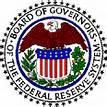 BOARD OF GOVERNORS
OF THE FEDERAL RESERVE SYSTEM